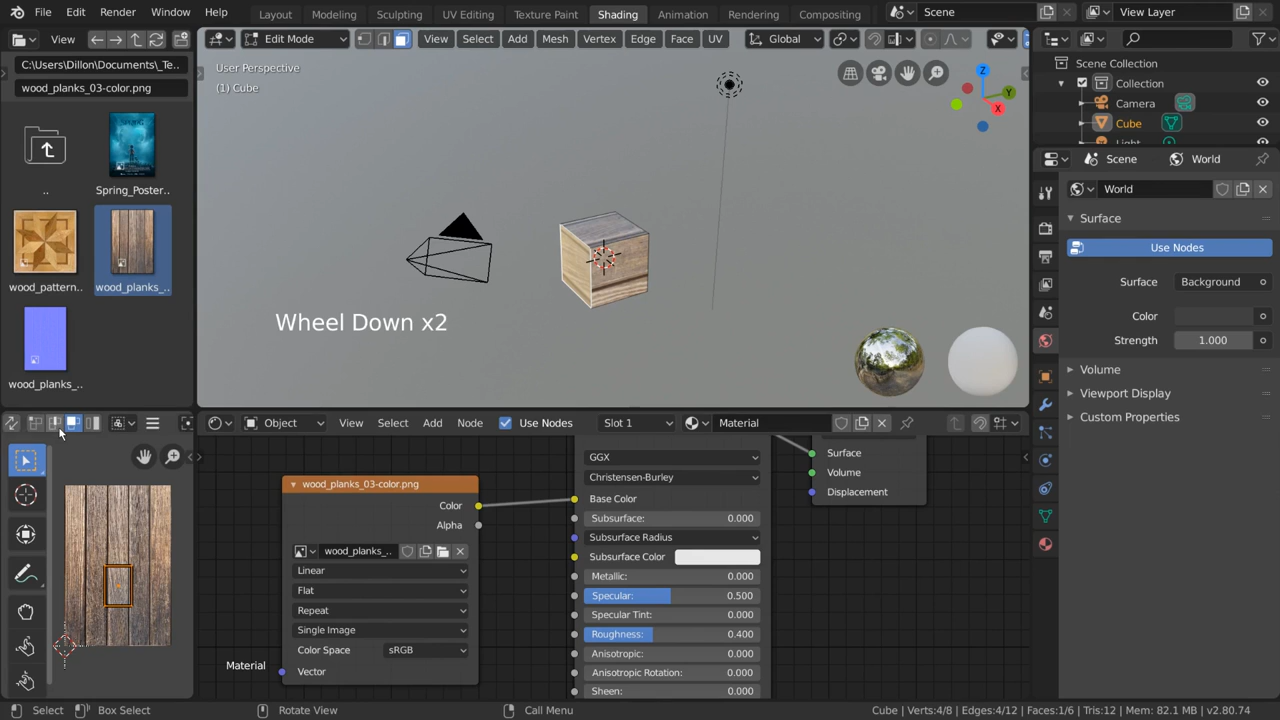 File Edit Render Window Help Layout Modeling Sculpting UV Editing Texture Paint Shading Animation Rendering Compositing Scene View Layer
View
Edit Mode View Select Add Mesh Vertex Edge Face UV Global
C:\Users\Dillon\Documents\_Te..
wood_planks_03-color.png
..
Spring_Poster..
wood_pattern..
wood_planks_..
wood_planks_..
User Perspective
(1) Cube
Z
Y
X
Wheel Down x2
Scene Collection
Collection
Camera
Cube
Light
Scene World
World
Surface
Use Nodes
Surface Background
Color
Strength 1.000
Volume
Viewport Display
Custom Properties
Object View Select Add Node Use Nodes Slot 1 Material
wood_planks_03-color.png
Color
Alpha
wood_planks_..
Linear
Flat
Repeat
Single Image
Color Space sRGB
Vector
Material
GGX
Christensen-Burley
Base Color
Subsurface: 0.000
Subsurface Radius
Subsurface Color
Metallic: 0.000
Specular: 0.500
Specular Tint: 0.000
Roughness: 0.400
Anisotropic: 0.000
Anisotropic Rotation: 0.000
Sheen: 0.000
Surface
Volume
Displacement
Select Box Select Rotate View Call Menu Cube | Verts:4/8 | Edges:4/12 | Faces:1/6 | Tris:12 | Mem: 82.1 MB | v2.80.74